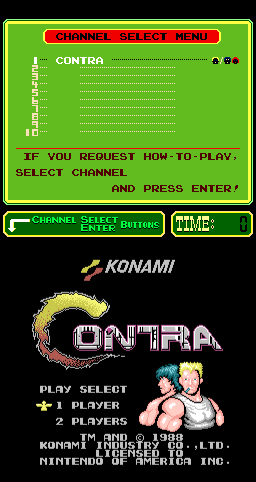 CHANNEL SELECT MENU
1 CONTRA
2
3
4
5
6
7
8
9
10
IF YOU REQUEST HOW-TO-PLAY,
SELECT CHANNEL
AND PRESS ENTER!
CHANNEL SELECT
ENTER BUTTONS
TIME: 0
KONAMI
CONTRA
PLAY SELECT
1 PLAYER
2 PLAYERS
TM AND © 1988
KONAMI INDUSTRY CO.,LTD.
LICENSED TO
NINTENDO OF AMERICA INC.